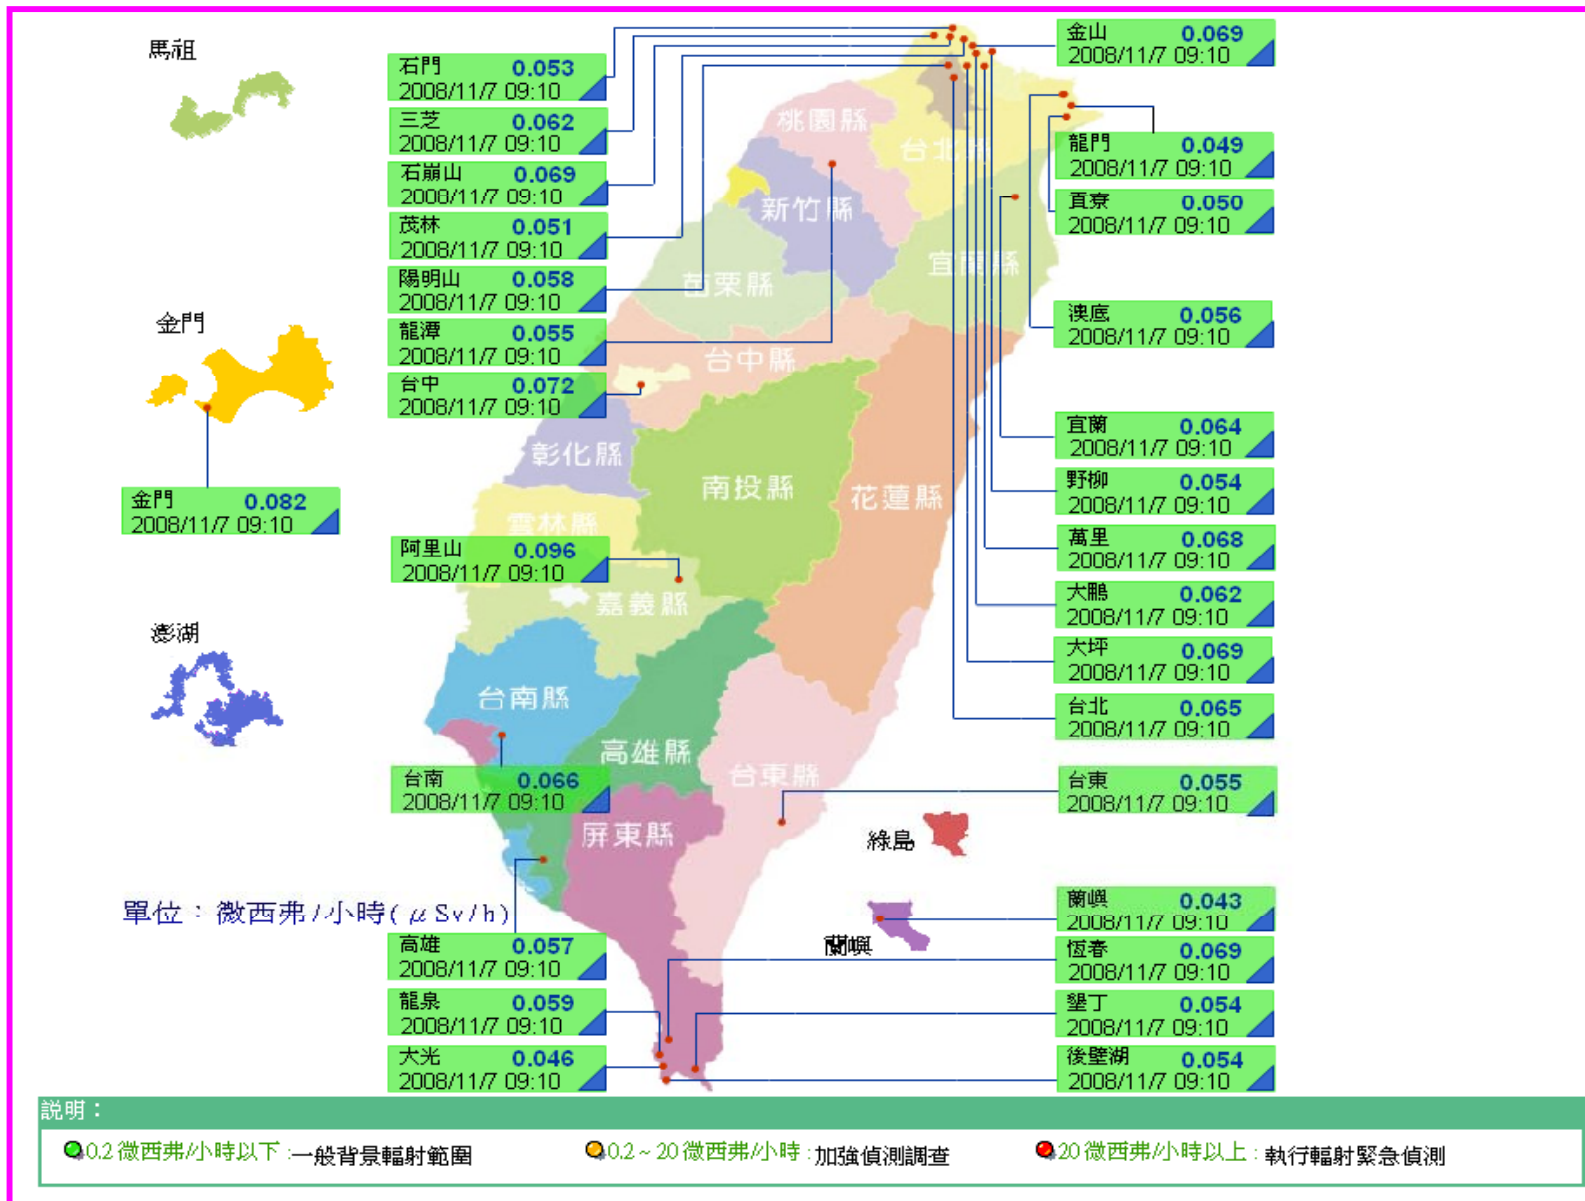 馬祖
石門 0.053
2008/11/7 09:10
三芝 0.062
2008/11/7 09:10
石崩山 0.069
2008/11/7 09:10
茂林 0.051
2008/11/7 09:10
陽明山 0.058
2008/11/7 09:10
龍潭 0.055
2008/11/7 09:10
台中 0.072
2008/11/7 09:10
金門
金門 0.082
2008/11/7 09:10
阿里山 0.096
2008/11/7 09:10
澎湖
台南 0.066
2008/11/7 09:10
單位：微西弗/小時(μSv/h)
高雄 0.057
2008/11/7 09:10
龍泉 0.059
2008/11/7 09:10
大光 0.046
2008/11/7 09:10
桃園縣
台北
新竹縣
苗栗縣
宜蘭縣
台中縣
彰化縣
南投縣
花蓮縣
雲林縣
嘉義縣
台南縣
高雄縣
台東縣
屏東縣
綠島
蘭嶼
金山 0.069
2008/11/7 09:10
龍門 0.049
2008/11/7 09:10
貢寮 0.050
2008/11/7 09:10
澳底 0.056
2008/11/7 09:10
宜蘭 0.064
2008/11/7 09:10
野柳 0.054
2008/11/7 09:10
萬里 0.068
2008/11/7 09:10
大鵬 0.062
2008/11/7 09:10
大坪 0.069
2008/11/7 09:10
台北 0.065
2008/11/7 09:10
台東 0.055
2008/11/7 09:10
蘭嶼 0.043
2008/11/7 09:10
恆春 0.069
2008/11/7 09:10
墾丁 0.054
2008/11/7 09:10
後壁湖 0.054
2008/11/7 09:10
說明：
0.2 微西弗/小時以下 : 一般背景輻射範圍
0.2 ~ 20 微西弗/小時 : 加強偵測調查
20 微西弗/小時以上 : 執行輻射緊急偵測